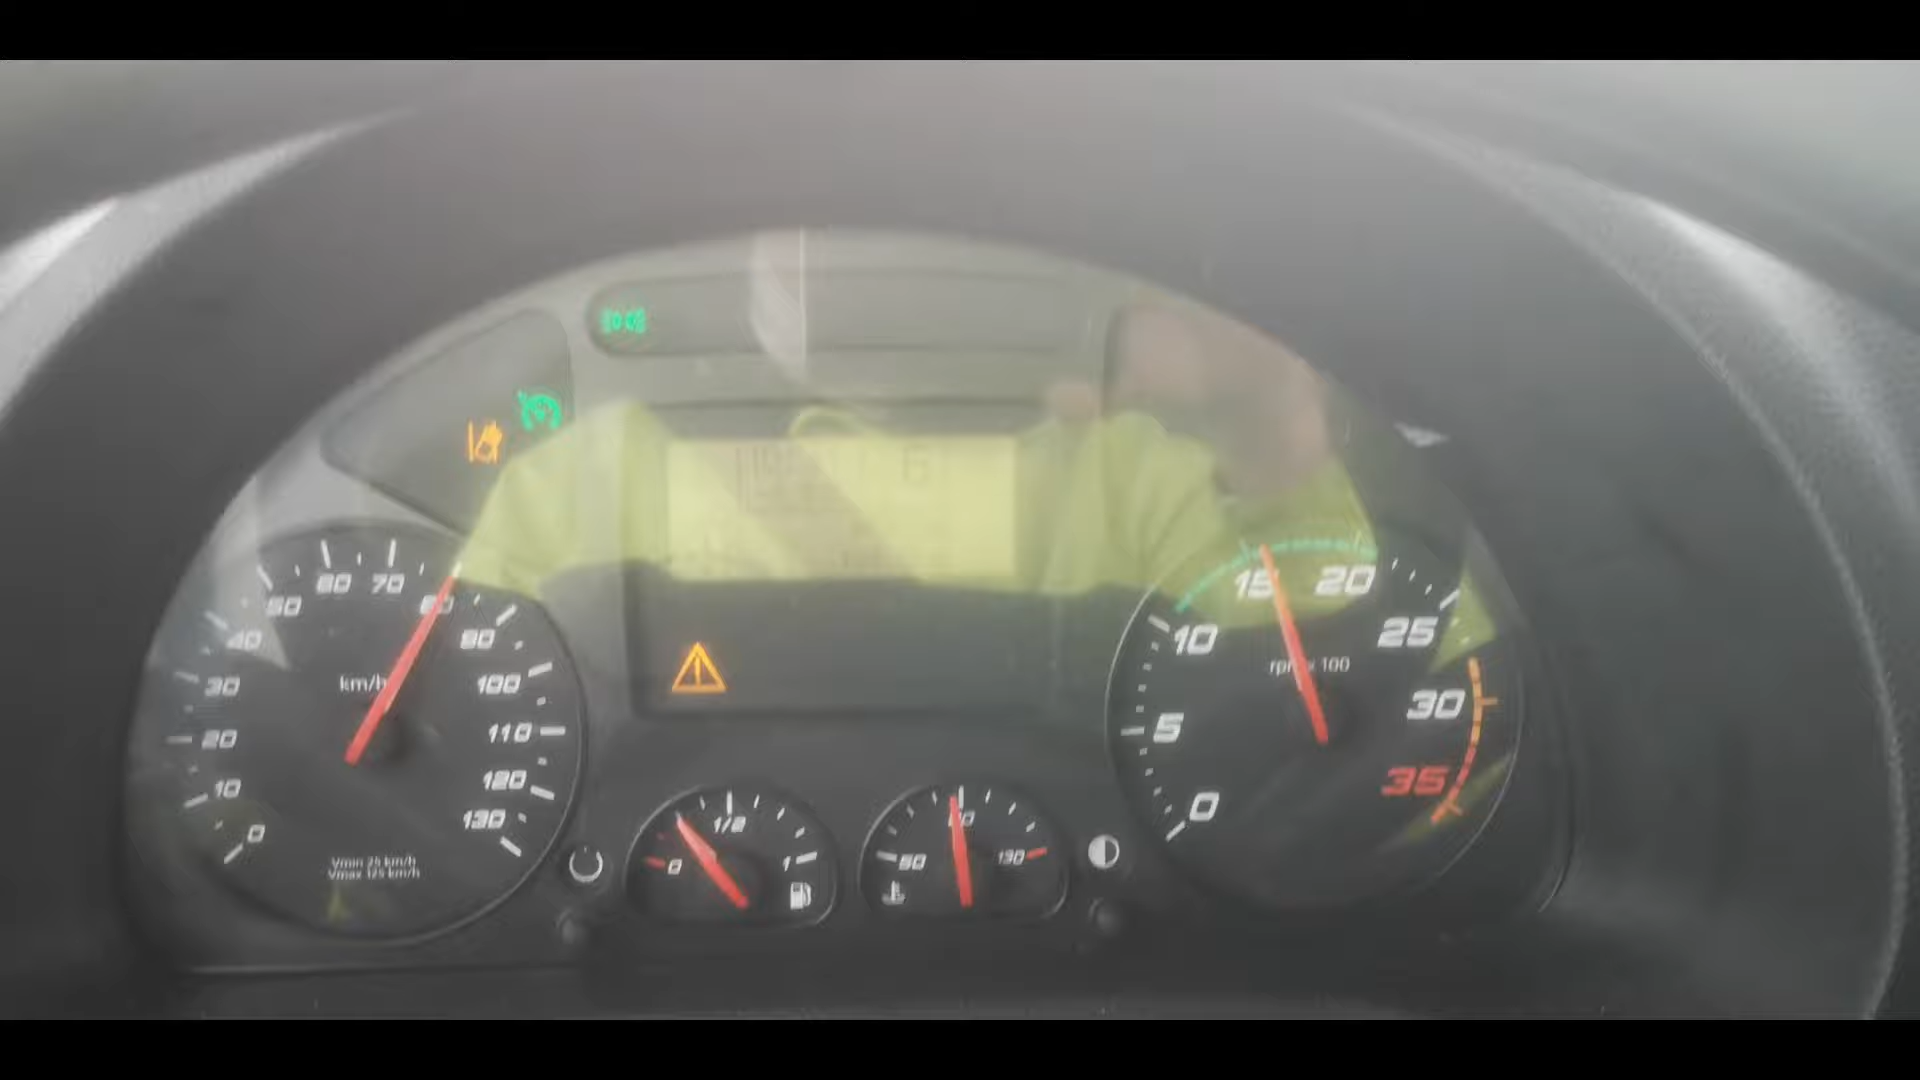 0 10 20 30 40 50 60 70 80 90 100 110 120 130
km/h
Vmin 25 km/h
Vmax 125 km/h
0 1/2 1
50 90 130
0 5 10 15 20 25 30 35
rpm x 100